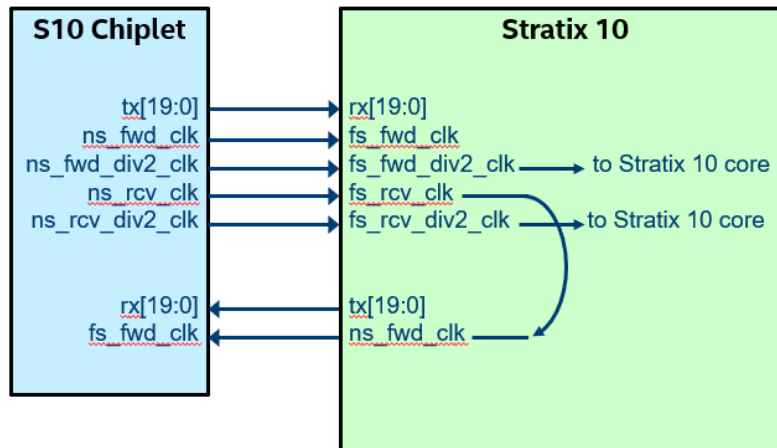 S10 Chiplet Stratix 10
tx[19:0] rx[19:0]
ns_fwd_clk fs_fwd_clk
ns_fwd_div2_clk fs_fwd_div2_clk to Stratix 10 core
ns_rcv_clk fs_rcv_clk
ns_rcv_div2_clk fs_rcv_div2_clk to Stratix 10 core
rx[19:0] tx[19:0]
fs_fwd_clk ns_fwd_clk